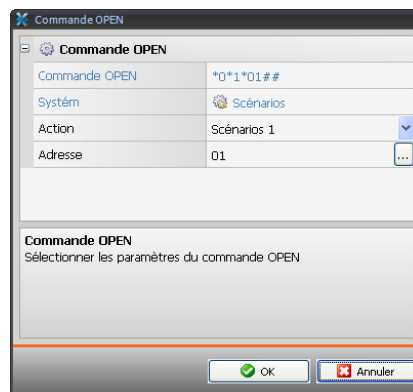 Commande OPEN
Commande OPEN
Commande OPEN *0*1*01##
Systém Scénarios
Action Scénarios 1
Adresse 01 ...
Commande OPEN
Sélectionner les paramètres du commande OPEN
OK Annuler